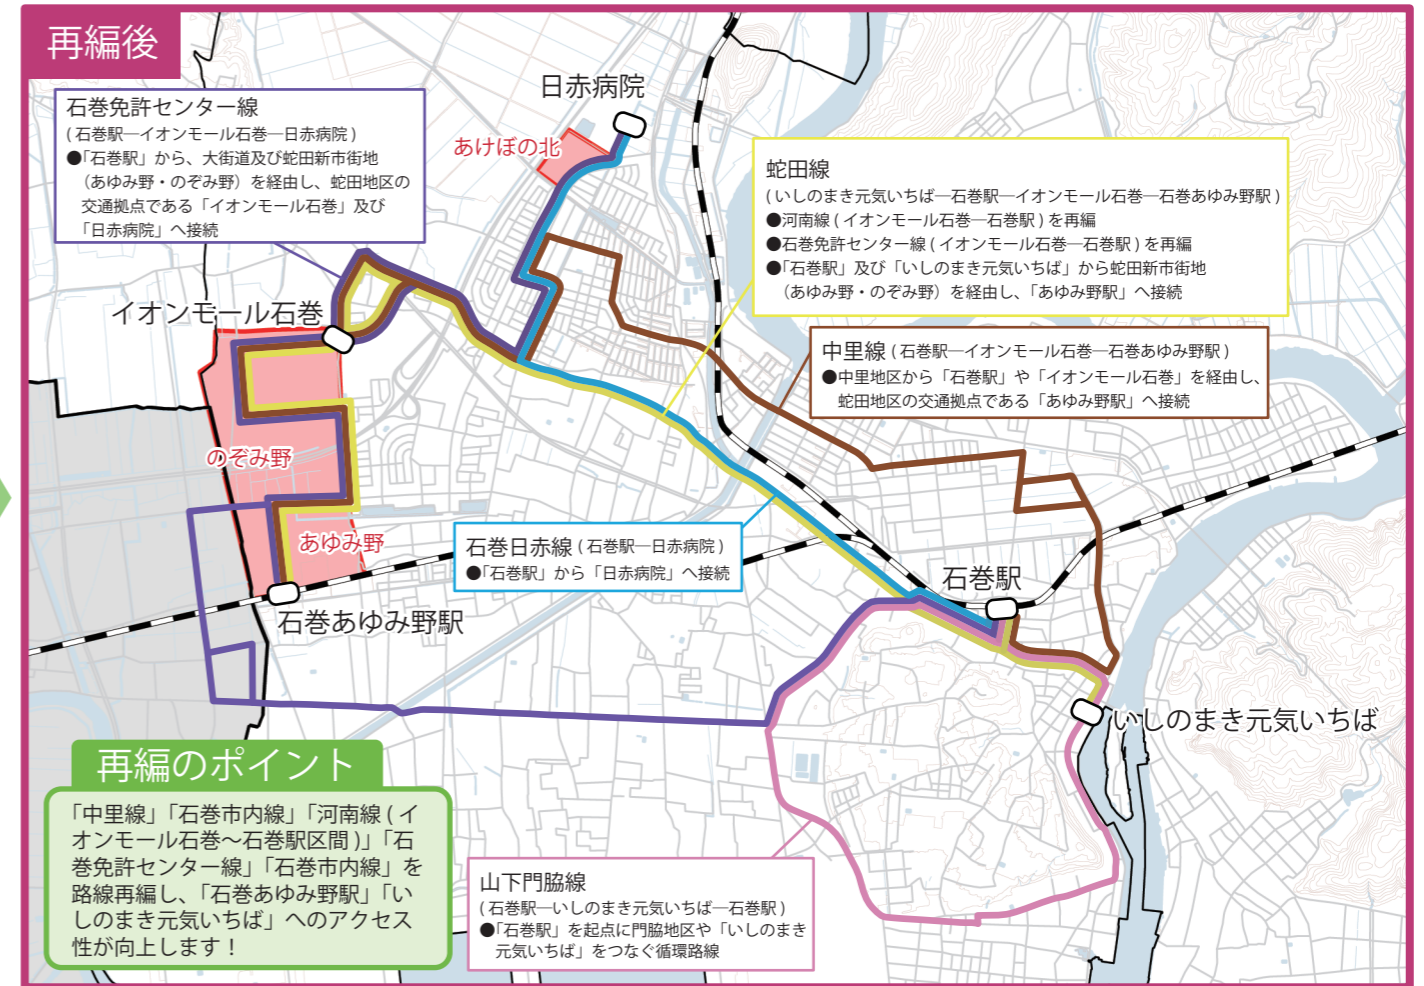 再編後
石巻免許センター線
(石巻駅―イオンモール石巻―日赤病院)
●「石巻駅」から、大街道及び蛇田新市街地
（あゆみ野・のぞみ野）を経由し、蛇田地区の
交通拠点である「イオンモール石巻」及び
「日赤病院」へ接続
日赤病院
あけぼの北
蛇田線
(いしのまき元気いちば―石巻駅―イオンモール石巻―石巻あゆみ野駅)
●河南線(イオンモール石巻―石巻駅)を再編
●石巻免許センター線(イオンモール石巻―石巻駅)を再編
●「石巻駅」及び「いしのまき元気いちば」から蛇田新市街地
（あゆみ野・のぞみ野）を経由し、「あゆみ野駅」へ接続
イオンモール石巻
中里線(石巻駅―イオンモール石巻―石巻あゆみ野駅)
●中里地区から「石巻駅」や「イオンモール石巻」を経由し、
蛇田地区の交通拠点である「あゆみ野駅」へ接続
のぞみ野
あゆみ野
石巻日赤線(石巻駅―日赤病院)
●「石巻駅」から「日赤病院」へ接続
石巻駅
石巻あゆみ野駅
いしのまき元気いちば
再編のポイント
「中里線」「石巻市内線」「河南線(イ
オンモール石巻～石巻駅区間)」「石
巻免許センター線」「石巻市内線」を
路線再編し、「石巻あゆみ野駅」「い
しのまき元気いちば」へのアクセス
性が向上します！
山下門脇線
(石巻駅―いしのまき元気いちば―石巻駅)
●「石巻駅」を起点に門脇地区や「いしのまき
元気いちば」をつなぐ循環路線